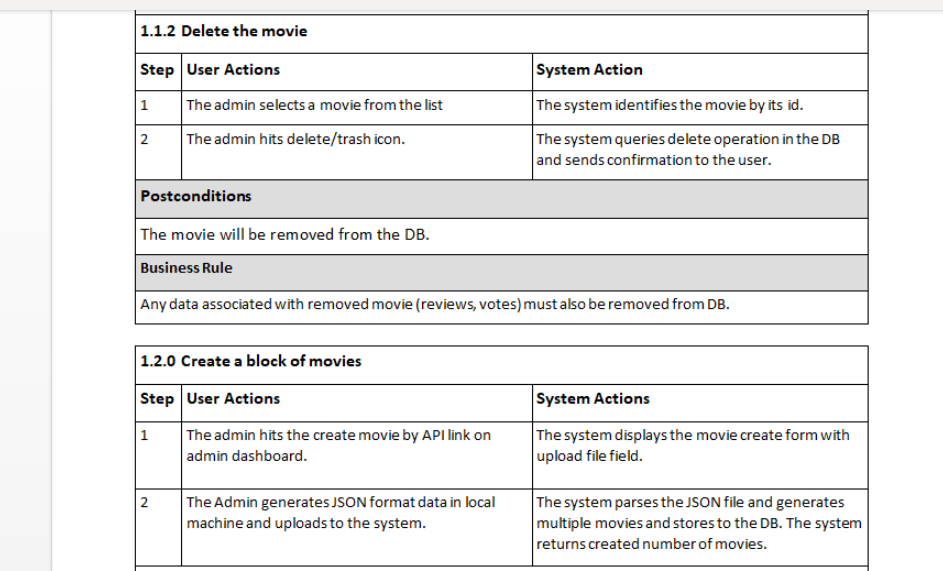 1.1.2 Delete the movie
Step User Actions System Action
1 The admin selects a movie from the list The system identifies the movie by its id.
2 The admin hits delete/trash icon. The system queries delete operation in the DB
and sends confirmation to the user.
Postconditions
The movie will be removed from the DB.
Business Rule
Any data associated with removed movie (reviews, votes) must also be removed from DB.
1.2.0 Create a block of movies
Step User Actions System Actions
1 The admin hits the create movie by API link on
admin dashboard.
The system displays the movie create form with
upload file field.
2 The Admin generates JSON format data in local
machine and uploads to the system.
The system parses the JSON file and generates
multiple movies and stores to the DB. The system
returns created number of movies.